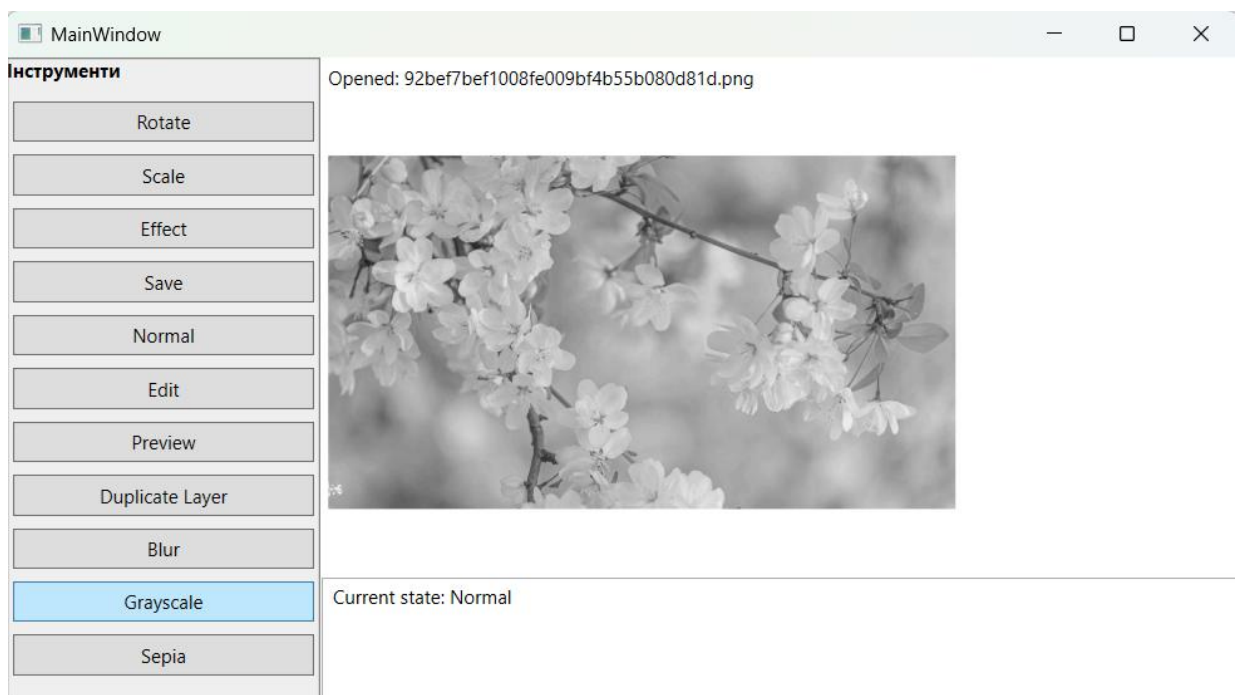 MainWindow
Інструменти
Rotate
Scale
Effect
Save
Normal
Edit
Preview
Duplicate Layer
Blur
Grayscale
Sepia
Opened: 92bef7bef1008fe009bf4b55b080d81d.png
Current state: Normal